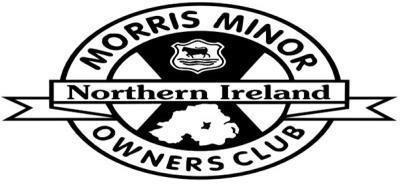 MORRIS MINOR
Northern Ireland
OWNERS CLUB